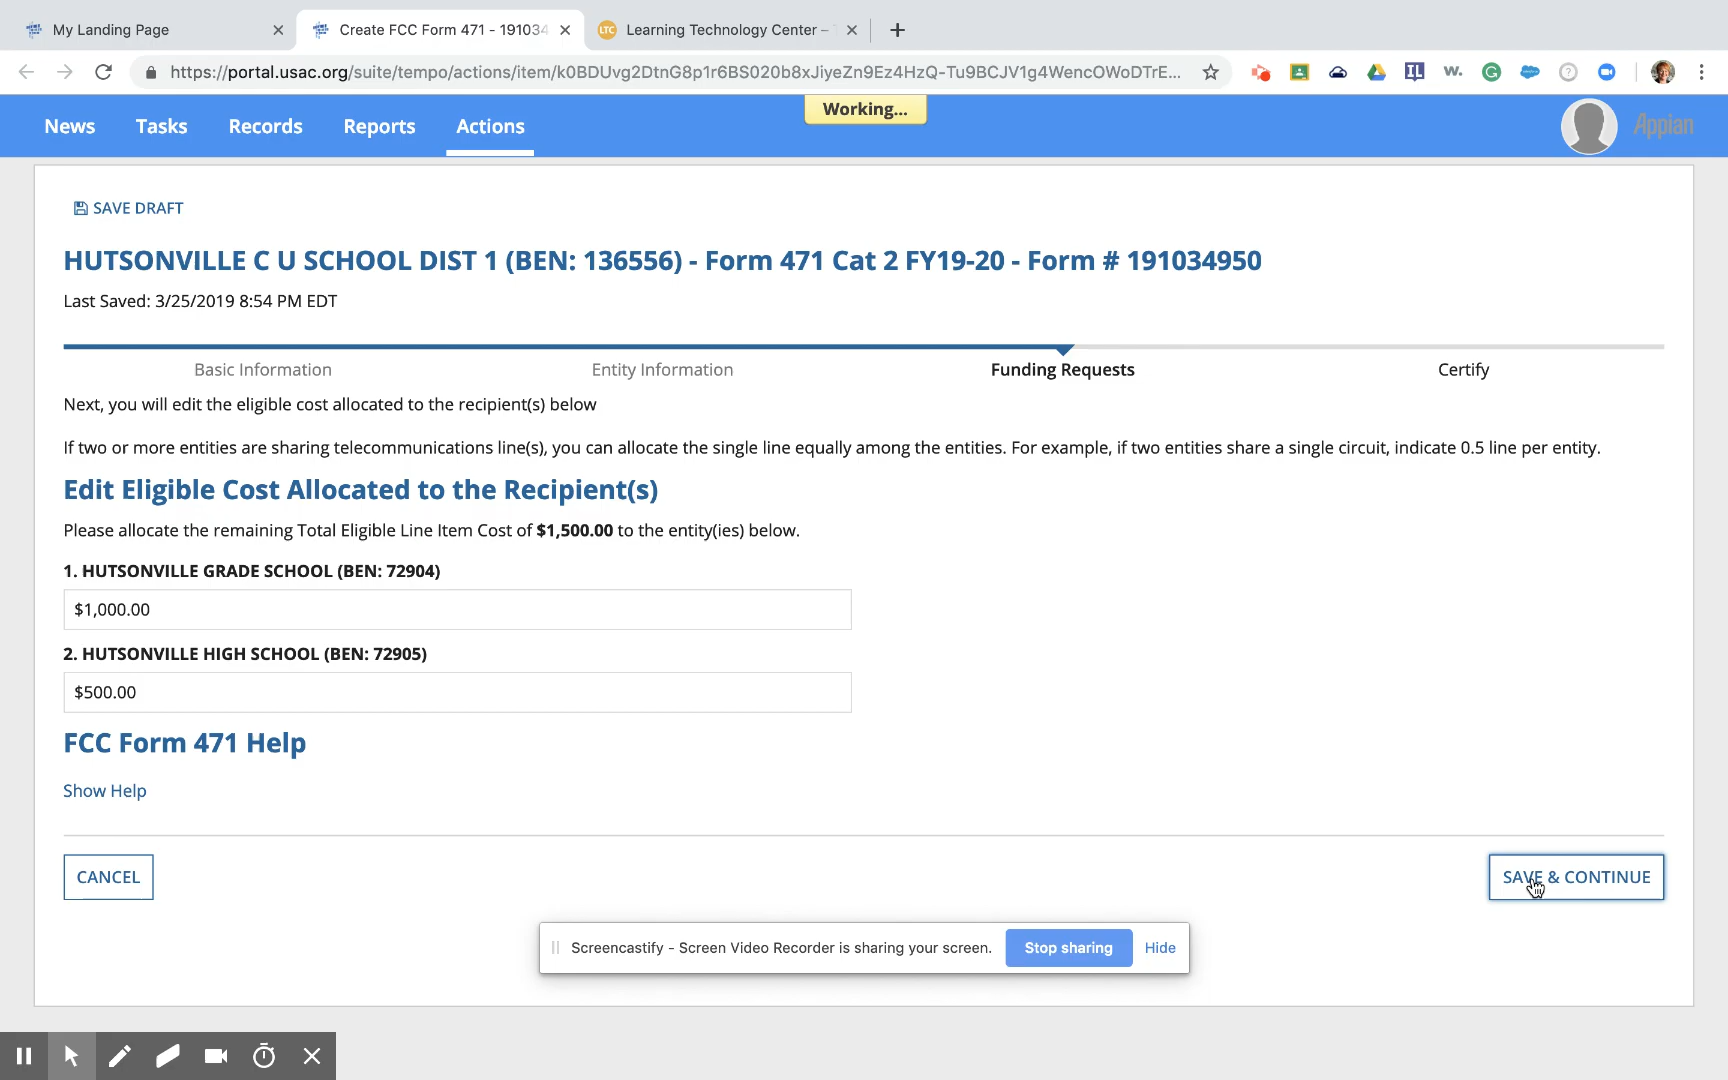 My Landing Page
Create FCC Form 471 - 191034
LTC
Learning Technology Center –
https://portal.usac.org/suite/tempo/actions/item/k0BDUvg2DtnG8p1r6BS020b8xJiyeZn9Ez4HzQ-Tu9BCJV1g4WencOWoDTrE...
IL
w.
G
?
News
Tasks
Records
Reports
Actions
Working...
Appian
SAVE DRAFT
HUTSONVILLE C U SCHOOL DIST 1 (BEN: 136556) - Form 471 Cat 2 FY19-20 - Form # 191034950
Last Saved: 3/25/2019 8:54 PM EDT
Basic Information
Entity Information
Funding Requests
Certify
Next, you will edit the eligible cost allocated to the recipient(s) below
If two or more entities are sharing telecommunications line(s), you can allocate the single line equally among the entities. For example, if two entities share a single circuit, indicate 0.5 line per entity.
Edit Eligible Cost Allocated to the Recipient(s)
Please allocate the remaining Total Eligible Line Item Cost of $1,500.00 to the entity(ies) below.
1. HUTSONVILLE GRADE SCHOOL (BEN: 72904)
$1,000.00
2. HUTSONVILLE HIGH SCHOOL (BEN: 72905)
$500.00
FCC Form 471 Help
Show Help
CANCEL
SAVE & CONTINUE
Screencastify - Screen Video Recorder is sharing your screen.
Stop sharing
Hide